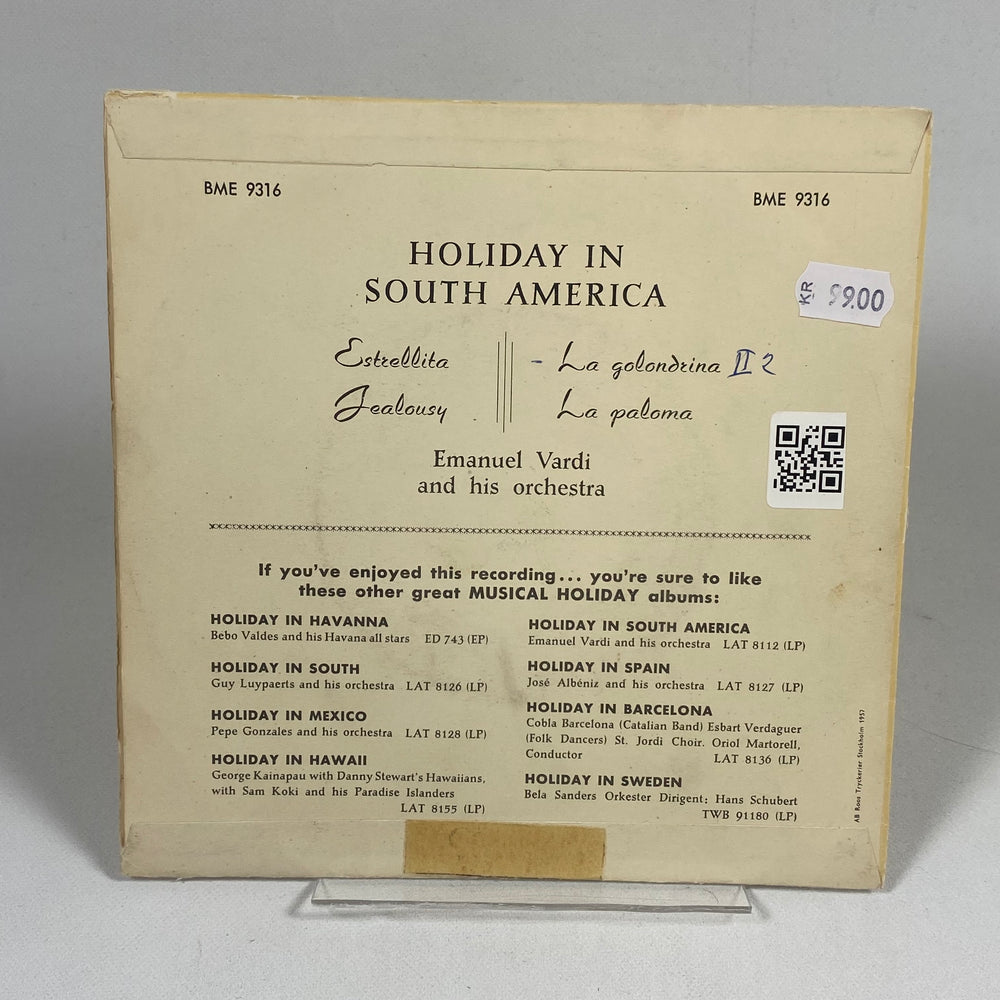 BME 9316
BME 9316
HOLIDAY IN
SOUTH AMERICA
KR 99.00
Estrellita
Jealousy
- La golondrina II 2
La paloma
Emanuel Vardi
and his orchestra
If you've enjoyed this recording... you're sure to like
these other great MUSICAL HOLIDAY albums:
HOLIDAY IN HAVANNA
Bebo Valdes and his Havana all stars ED 743 (EP)
HOLIDAY IN SOUTH
Guy Luypaerts and his orchestra LAT 8126 (LP)
HOLIDAY IN MEXICO
Pepe Gonzales and his orchestra LAT 8128 (LP)
HOLIDAY IN HAWAII
George Kainapau with Danny Stewart's Hawaiians,
with Sam Koki and his Paradise Islanders
LAT 8155 (LP)
HOLIDAY IN SOUTH AMERICA
Emanuel Vardi and his orchestra LAT 8112 (LP)
HOLIDAY IN SPAIN
José Albéniz and his orchestra LAT 8127 (LP)
HOLIDAY IN BARCELONA
Cobla Barcelona (Catalian Band) Esbart Verdaguer
(Folk Dancers) St. Jordi Choir. Oriol Martorell,
Conductor LAT 8136 (LP)
HOLIDAY IN SWEDEN
Bela Sanders Orkester Dirigent: Hans Schubert
TWB 91180 (LP)
AB Roos Tryckerier Stockholm 1957